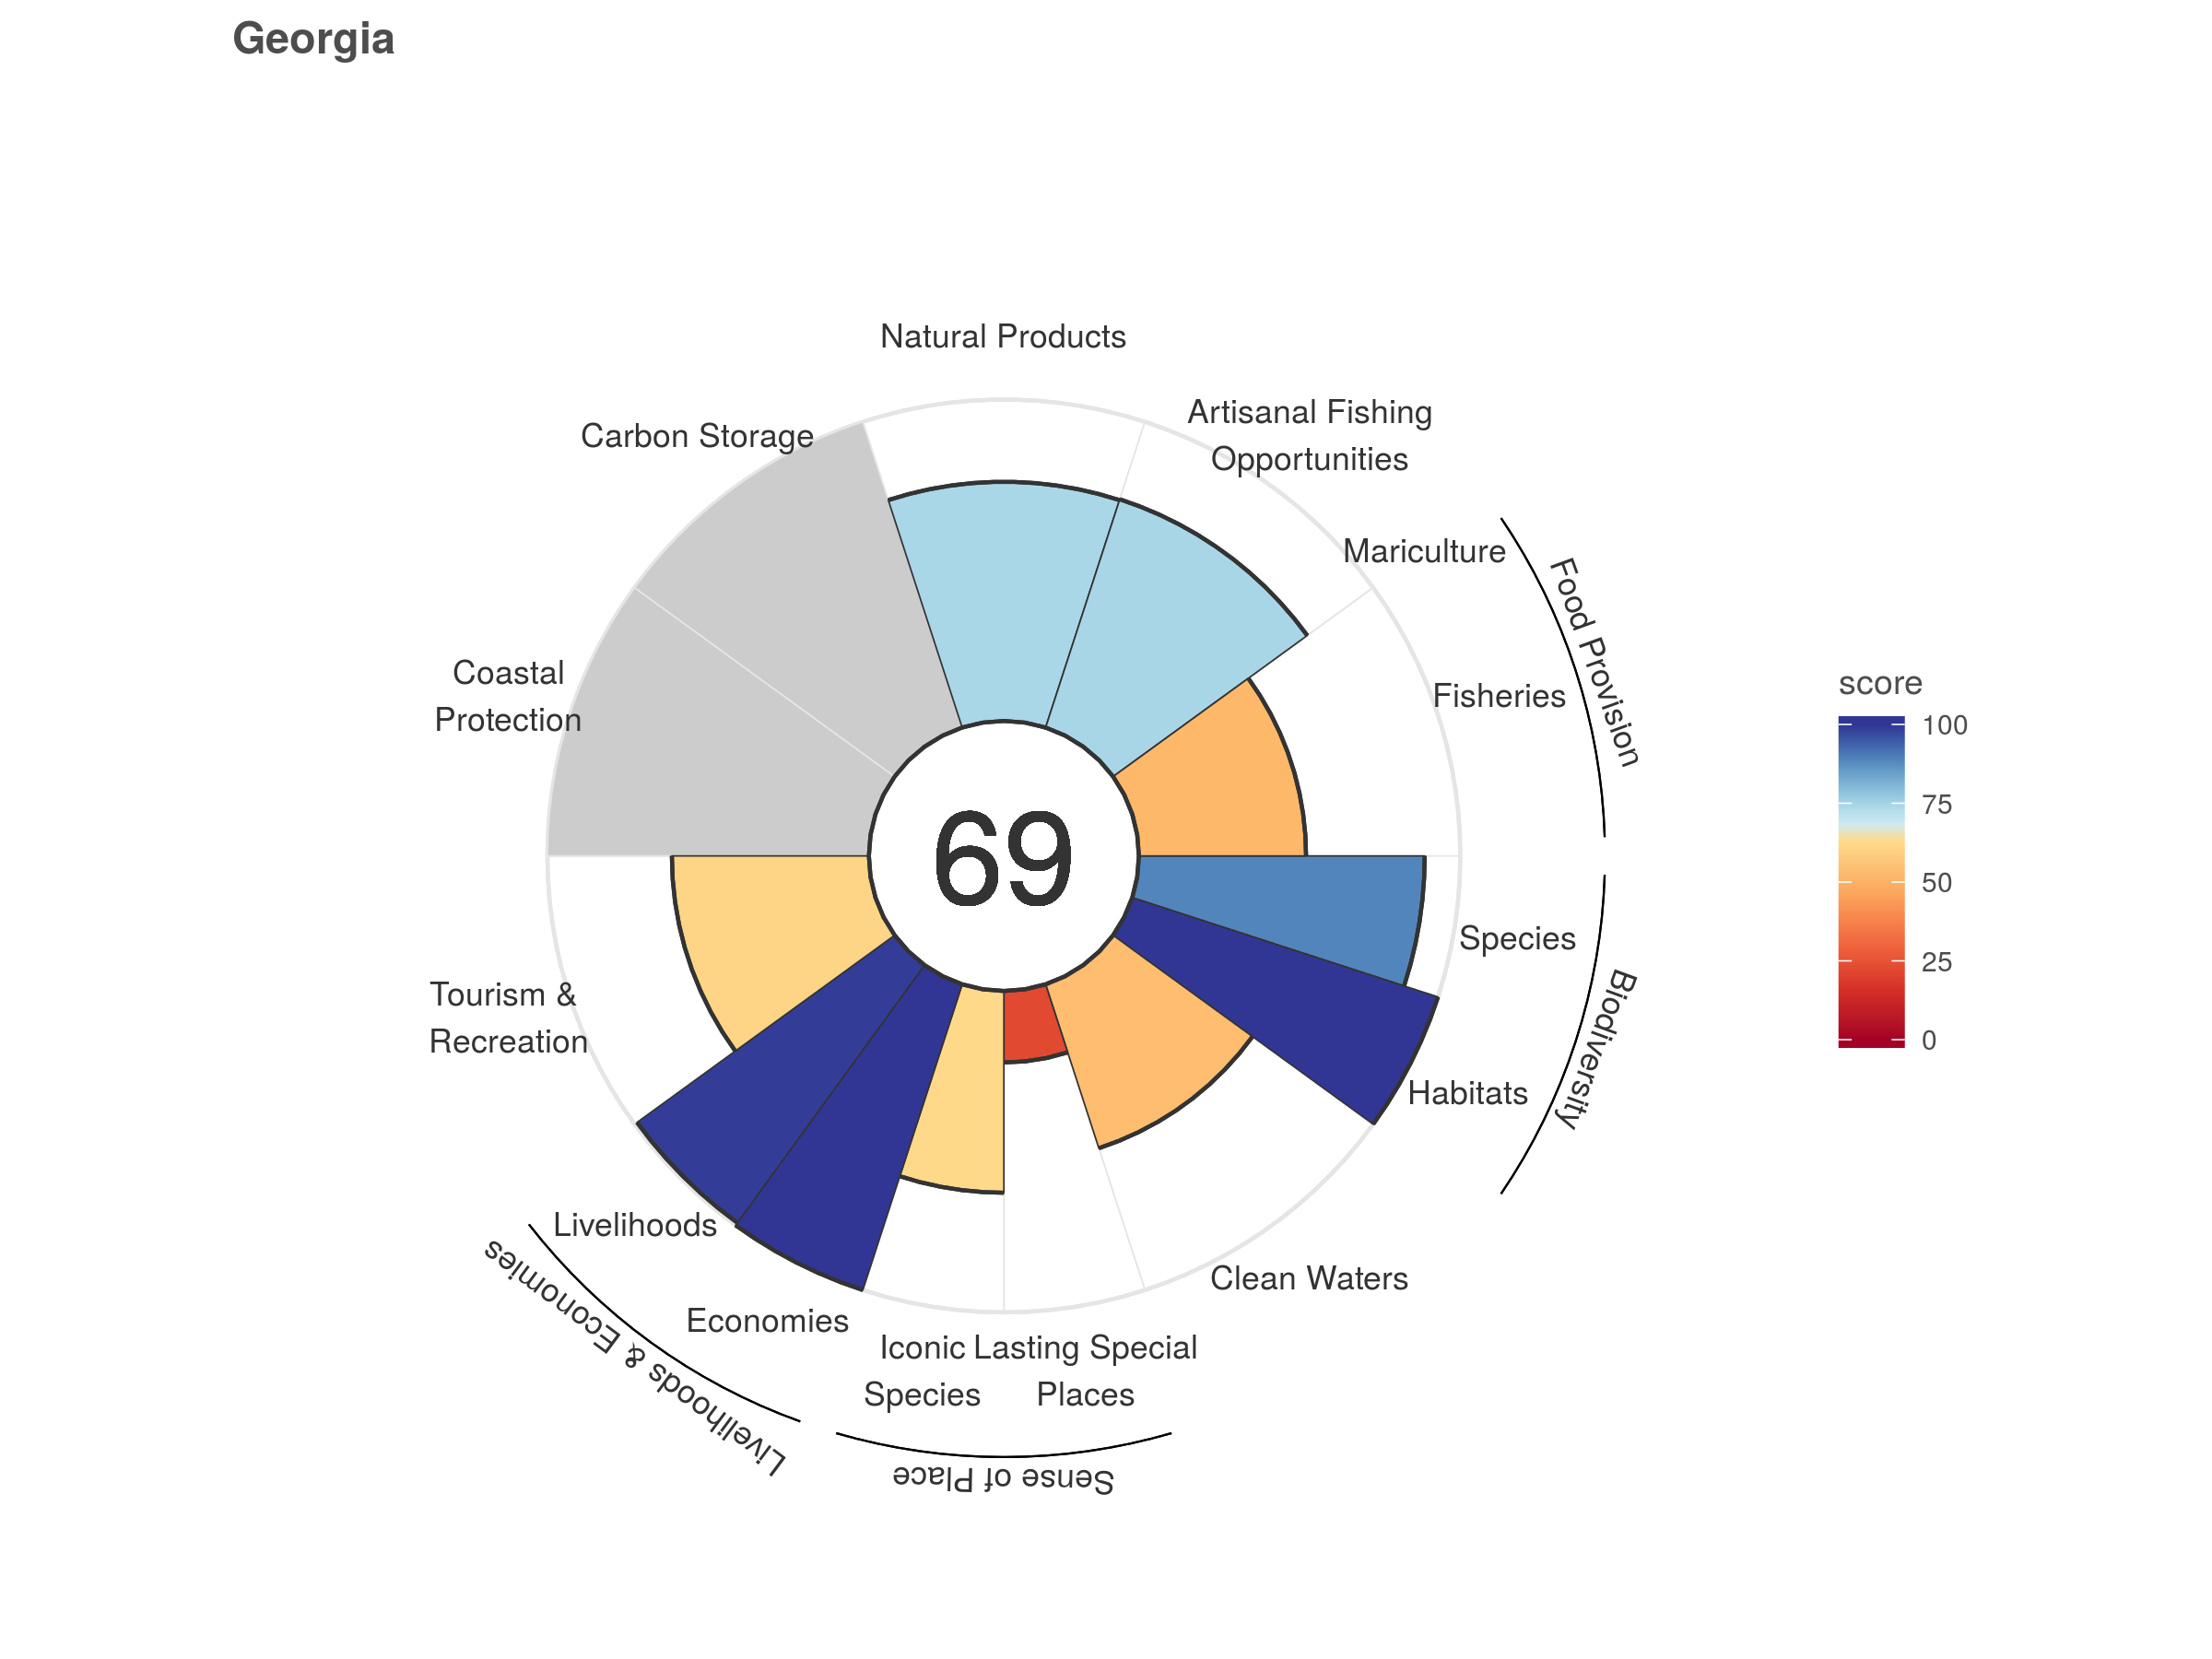 Georgia
Natural Products
Artisanal Fishing
Opportunities
Carbon Storage
Mariculture
Food Provision
Fisheries
Coastal
Protection
score
100
75
50
25
0
69
Species
Biodiversity
Habitats
Tourism &
Recreation
Livelihoods
Livelihoods & Economies
Economies
Clean Waters
Iconic
Species
Lasting Special
Places
Sense of Place